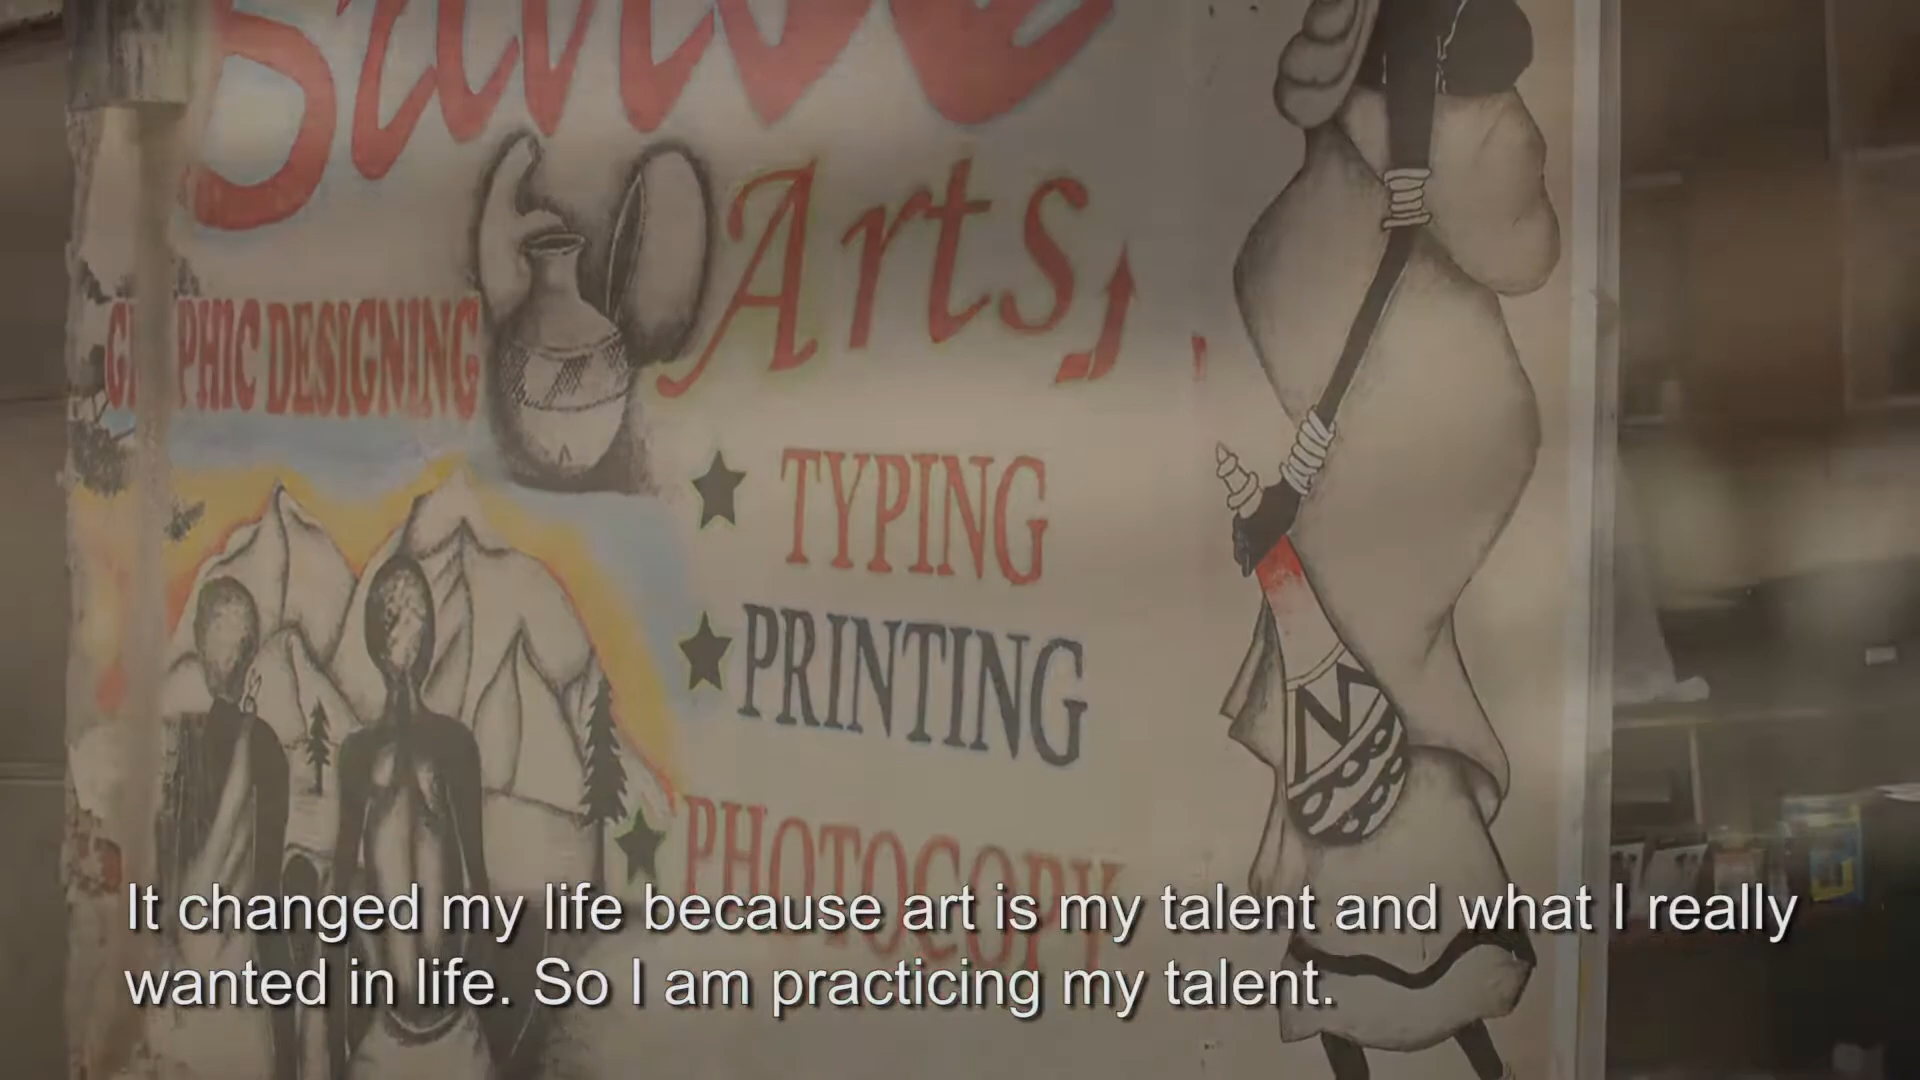 Arts,
GRAPHIC DESIGNING
TYPING
PRINTING
PHOTOCOPY
It changed my life because art is my talent and what I really
wanted in life. So I am practicing my talent.